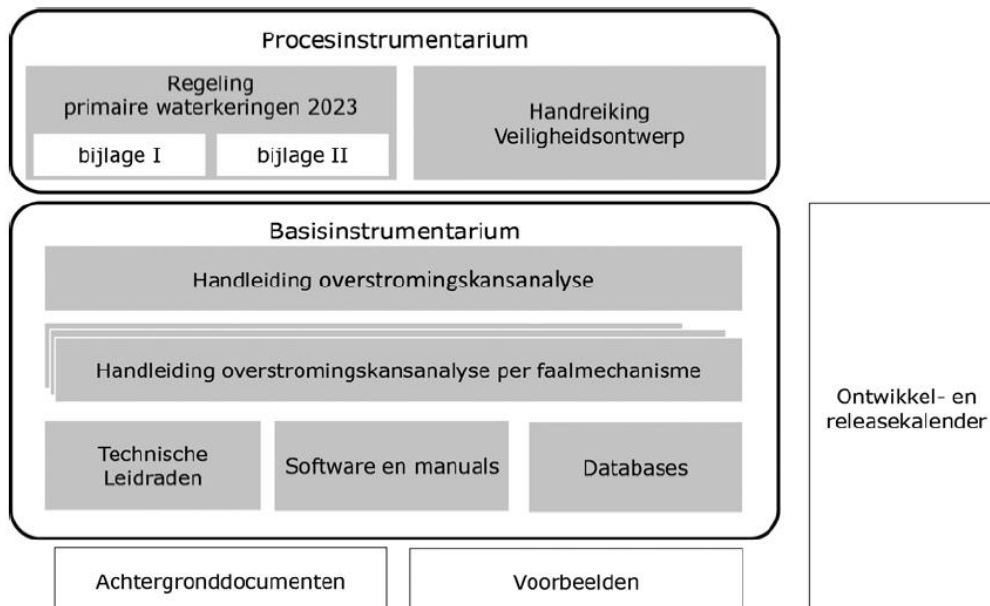 Procesinstrumentarium
Regeling
primaire waterkeringen 2023
bijlage I
bijlage II
Handreiking
Veiligheidsontwerp
Basisinstrumentarium
Handleiding overstromingskansanalyse
Handleiding overstromingskansanalyse per faalmechanisme
Technische
Leidraden
Software en manuals
Databases
Ontwikkel- en
releasekalender
Achtergronddocumenten
Voorbeelden